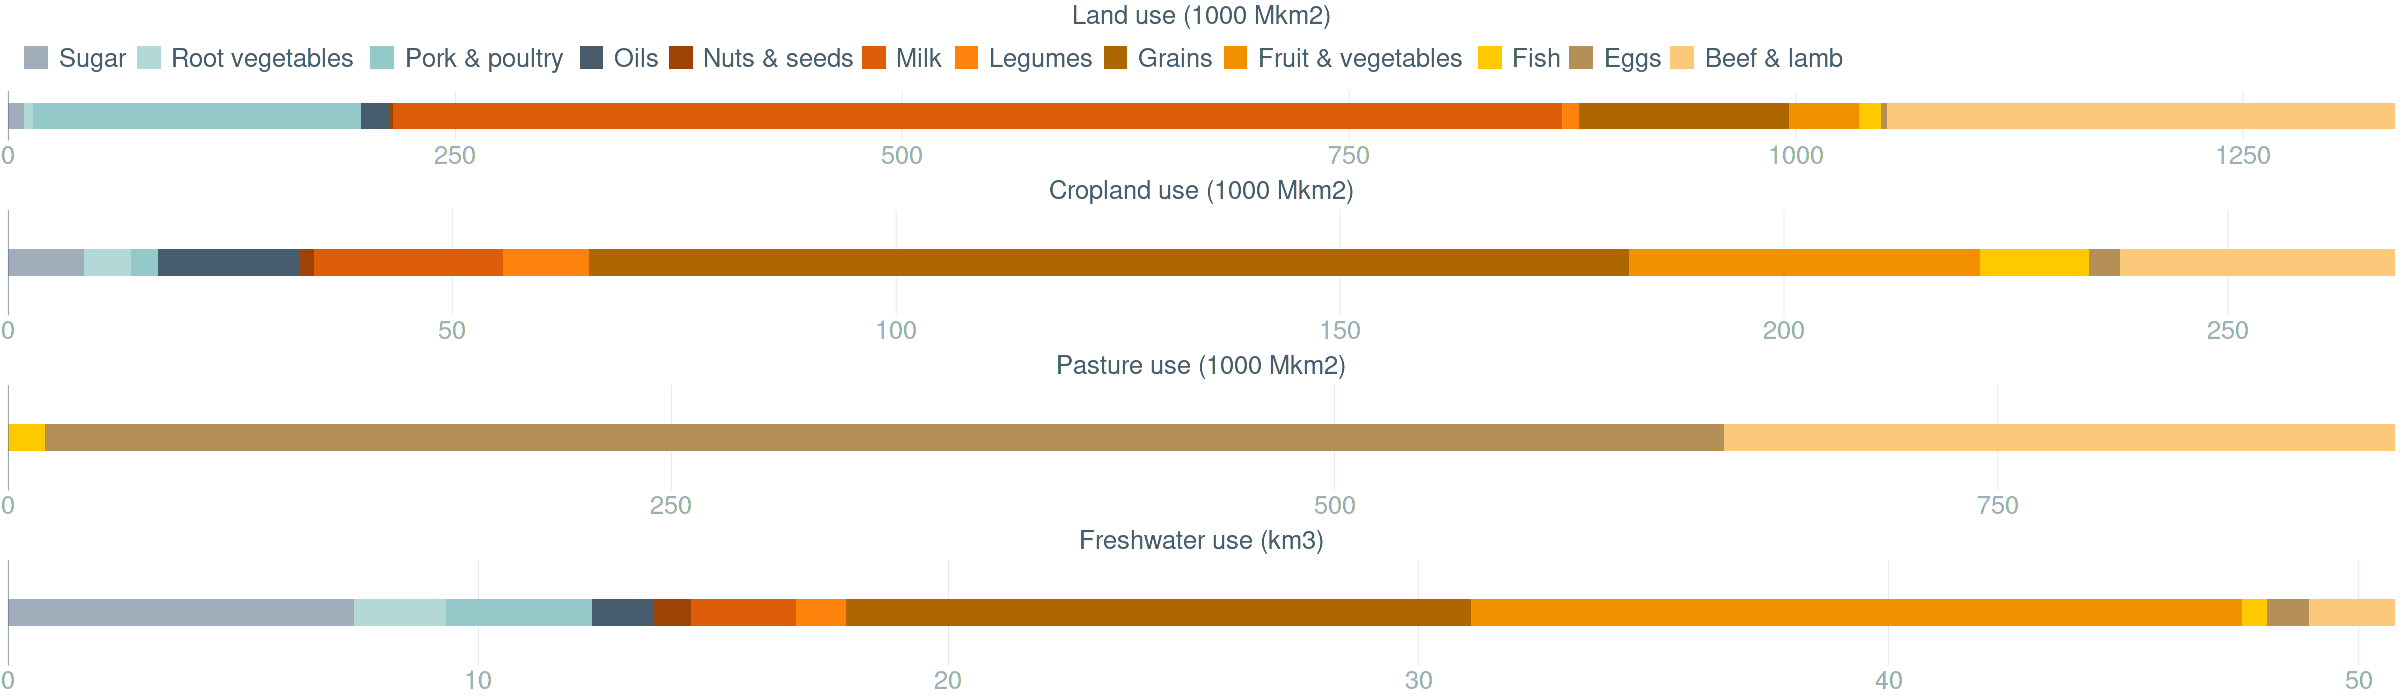 Land use (1000 Mkm2)
Sugar Root vegetables Pork & poultry Oils Nuts & seeds Milk Legumes Grains Fruit & vegetables Fish Eggs Beef & lamb
0 250 500 750 1000 1250
Cropland use (1000 Mkm2)
0 50 100 150 200 250
Pasture use (1000 Mkm2)
0 250 500 750
Freshwater use (km3)
0 10 20 30 40 50